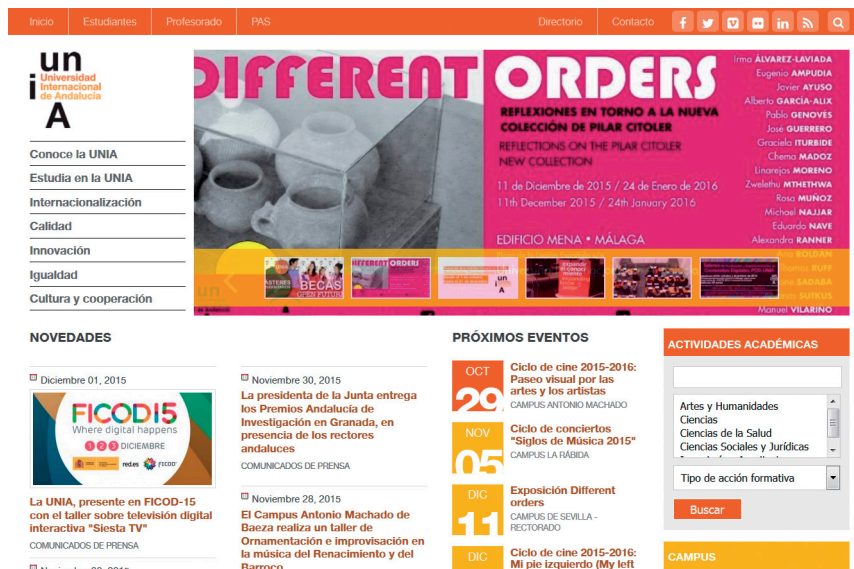 Inicio
Estudiantes
Profesorado
PAS
Directorio
Contacto
un
i
Universidad
Internacional
de Andalucía
A
Conoce la UNIA
Estudia en la UNIA
Internacionalización
Calidad
Innovación
Igualdad
Cultura y cooperación
DIFFERENT ORDERS
REFLEXIONES EN TORNO A LA NUEVA
COLECCIÓN DE PILAR CITOLER
REFLECTIONS ON THE PILAR CITOLER
NEW COLLECTION
11 de Diciembre de 2015 / 24 de Enero de 2016
11th December 2015 / 24th January 2016
EDIFICIO MENA • MÁLAGA
Irma ÁLVAREZ-LAVIADA
Eugenio AMPUDIA
Javier AYUSO
Alberto GARCÍA-ALIX
Pablo GENOVÉS
José GUERRERO
Graciela ITURBIDE
Chema MADOZ
Linarejos MORENO
Zwelethu MTHETHWA
Rosa MUÑOZ
Michael NAJJAR
Eduardo NAVE
Alexandra RANNER
ROLDÁN
RUFF
SADABA
SUTKUS
Manuel VILARIÑO
BECAS
OPEN FUTURE
DIFFERENT ORDERS
NOVEDADES
Diciembre 01, 2015
FICOD15
Where digital happens
1 2 3 DICIEMBRE
red.es
FICOD
La UNIA, presente en FICOD-15
con el taller sobre televisión digital
interactiva "Siesta TV"
COMUNICADOS DE PRENSA
Noviembre 30, 2015
La presidenta de la Junta entrega
los Premios Andalucía de
Investigación en Granada, en
presencia de los rectores
andaluces
COMUNICADOS DE PRENSA
Noviembre 28, 2015
El Campus Antonio Machado de
Baeza realiza un taller de
Ornamentación e improvisación en
la música del Renacimiento y del
Barroco
PRÓXIMOS EVENTOS
OCT
29
Ciclo de cine 2015-2016:
Paseo visual por las
artes y los artistas
CAMPUS ANTONIO MACHADO
NOV
05
Ciclo de conciertos
"Siglos de Música 2015"
CAMPUS LA RÁBIDA
DIC
11
Exposición Different
orders
CAMPUS DE SEVILLA -
RECTORADO
DIC
Ciclo de cine 2015-2016:
Mi pie izquierdo (My left
ACTIVIDADES ACADÉMICAS
Artes y Humanidades
Ciencias
Ciencias de la Salud
Ciencias Sociales y Jurídicas
Tipo de acción formativa
Buscar
CAMPUS